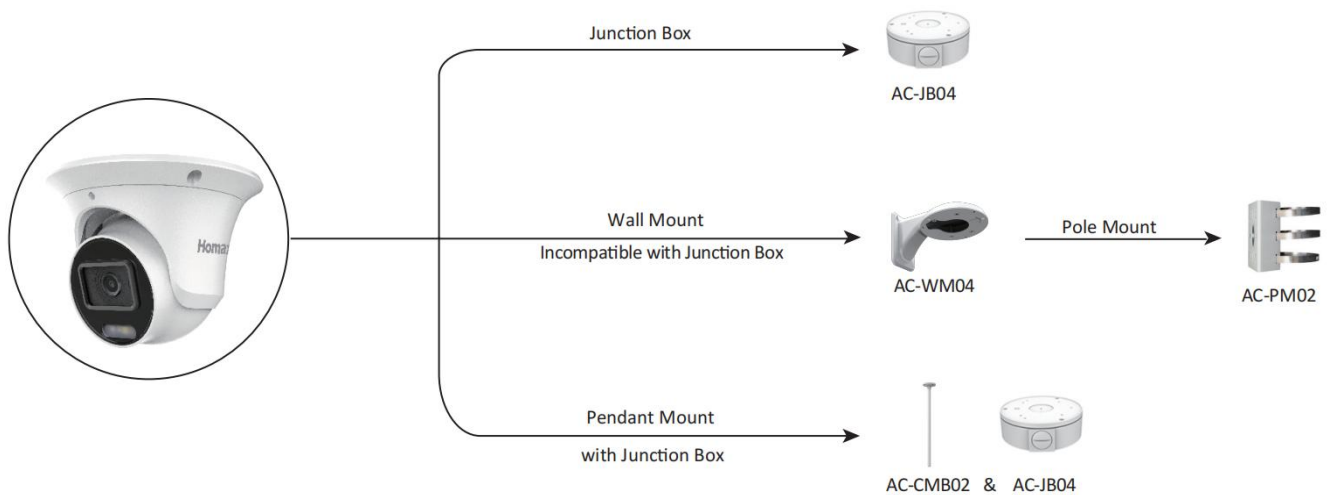 Junction Box
AC-JB04
Homa
Wall Mount
Incompatible with Junction Box
AC-WM04
Pole Mount
AC-PM02
Pendant Mount
with Junction Box
AC-CMB02 & AC-JB04